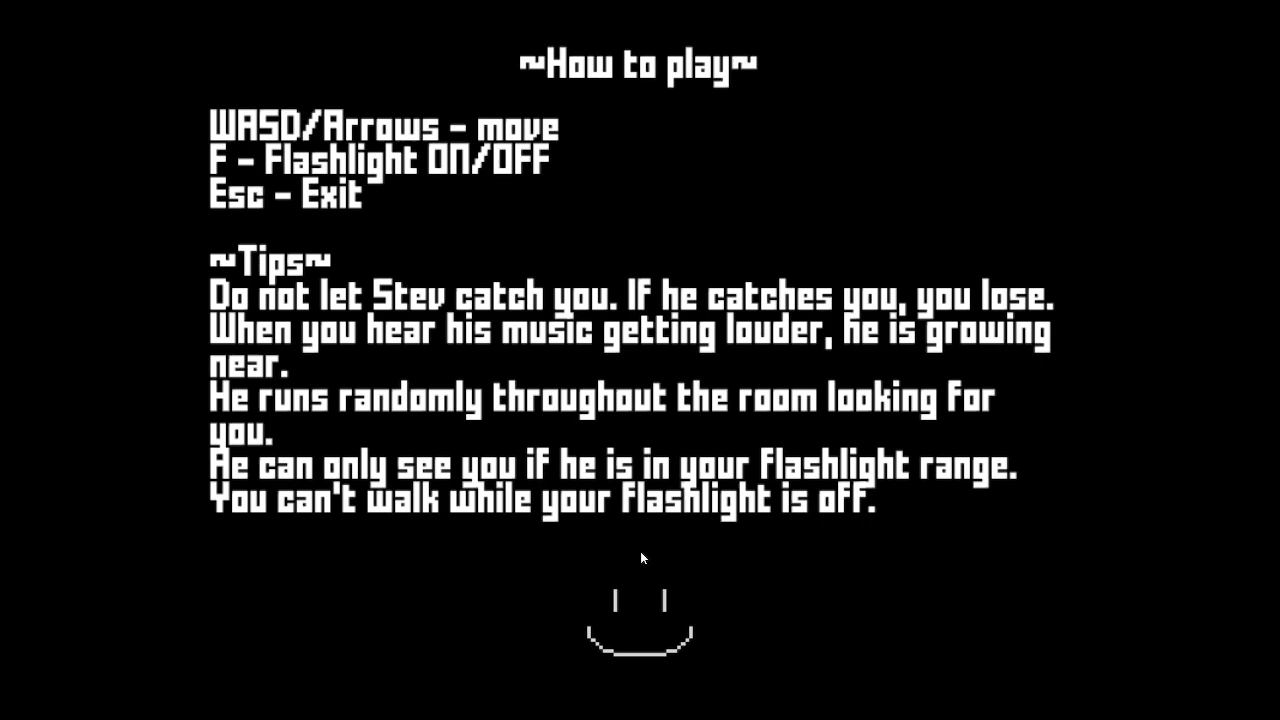 ~How to play~
WASD/Arrows - move
F - Flashlight ON/OFF
Esc - Exit
~Tips~
Do not let Stev catch you. If he catches you, you lose.
When you hear his music getting louder, he is growing
near.
He runs randomly throughout the room looking for
you.
He can only see you if he is in your flashlight range.
You can't walk while your flashlight is off.